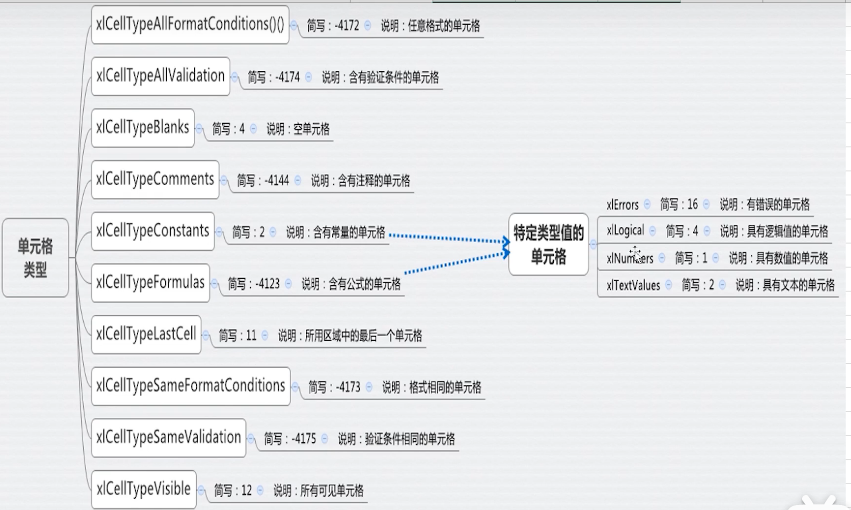 单元格
类型
xlCellTypeAllFormatConditions(){} 简写：-4172 说明：任意格式的单元格
xlCellTypeAllValidation 简写：-4174 说明：含有验证条件的单元格
xlCellTypeBlanks 简写：4 说明：空单元格
xlCellTypeComments 简写：-4144 说明：含有注释的单元格
xlCellTypeConstants 简写：2 说明：含有常量的单元格
xlCellTypeFormulas 简写：-4123 说明：含有公式的单元格
xlCellTypeLastCell 简写：11 说明：所用区域中的最后一个单元格
xlCellTypeSameFormatConditions 简写：-4173 说明：格式相同的单元格
xlCellTypeSameValidation 简写：-4175 说明：验证条件相同的单元格
xlCellTypeVisible 简写：12 说明：所有可见单元格
特定类型值的
单元格
xlErrors 简写：16 说明：有错误的单元格
xlLogical 简写：4 说明：具有逻辑值的单元格
xlNumbers 简写：1 说明：具有数值的单元格
xlTextValues 简写：2 说明：具有文本的单元格